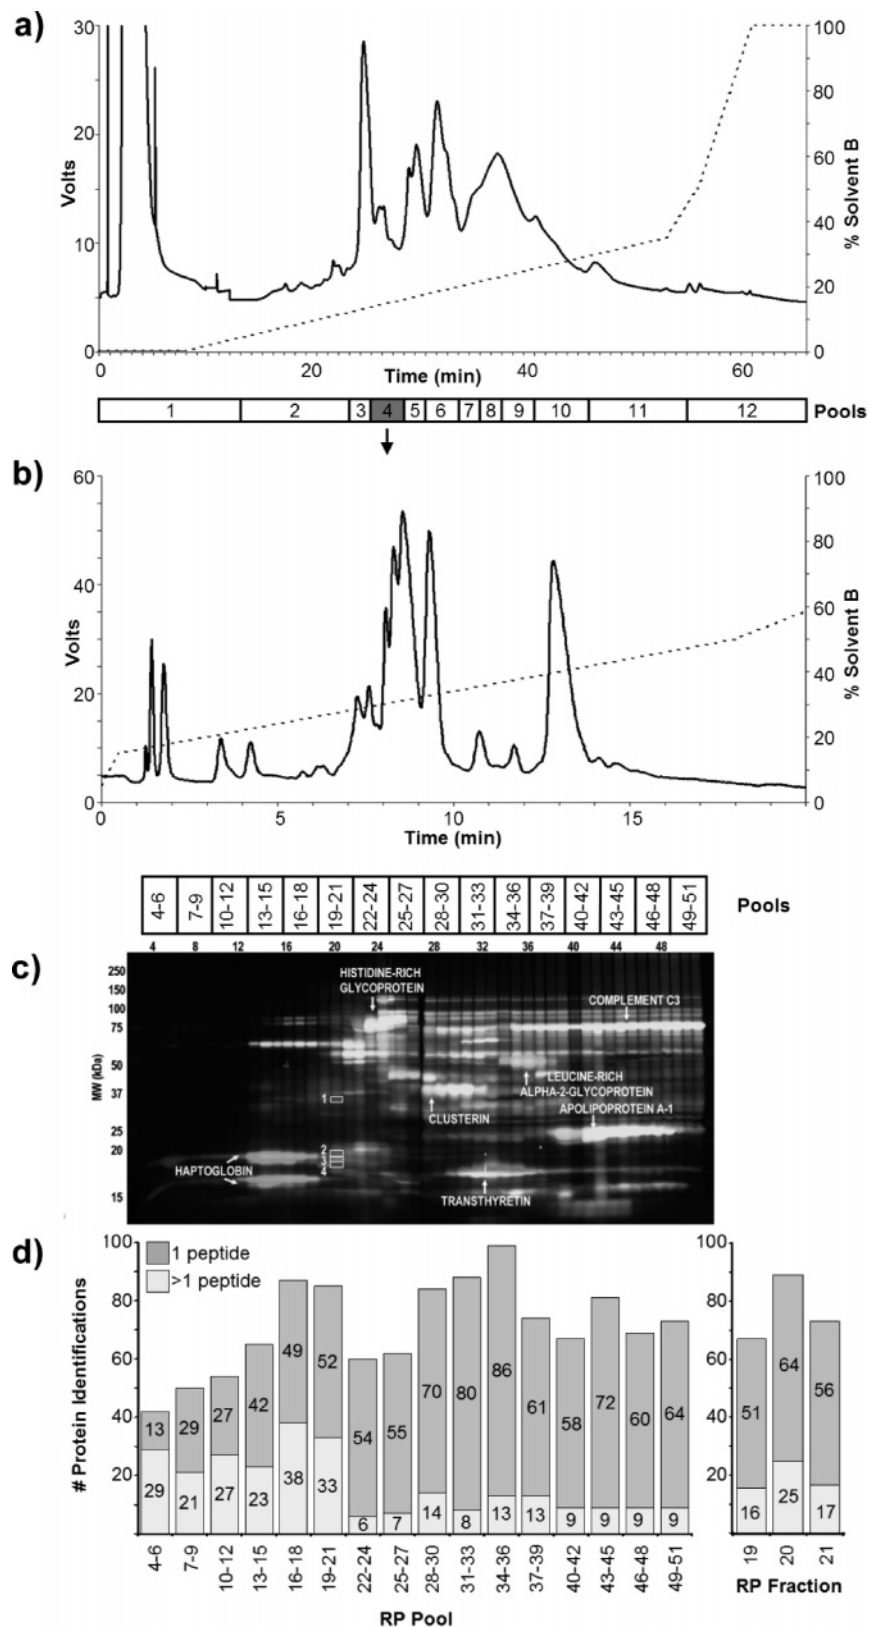 a)
30
20
10
0
Volts
100
80
60
40
20
0
% Solvent B
20
40
60
Time (min)
1 2 3 4 5 6 7 8 9 10 11 12 Pools
b)
60
40
20
0
Volts
100
80
60
40
20
0
% Solvent B
0 5 10 15
Time (min)
4-6 7-9 10-12 13-15 16-18 19-21 22-24 25-27 28-30 31-33 34-36 37-39 40-42 43-45 46-48 49-51 Pools
4 8 12 16 20 24 28 32 36 40 44 48
c)
250
150
100
75
50
37
25
20
15
MW (kDa)
HISTIDINE-RICH
GLYCOPROTEIN
COMPLEMENT C3
LEUCINE-RICH
ALPHA-2-GLYCOPROTEIN
APOLIPOPROTEIN A-1
CLUSTERIN
1
2
3
4
HAPTOGLOBIN
TRANSTHYRETIN
d)
1 peptide
>1 peptide
100
80
60
40
20
# Protein Identifications
13 29 27 42 49 52 54 55 70 80 86 61 58 72 60 64
29 21 27 23 38 33 6 7 14 8 13 13 9 9 9 9
4-6 7-9 10-12 13-15 16-18 19-21 22-24 25-27 28-30 31-33 34-36 37-39 40-42 43-45 46-48 49-51
RP Pool
100
80
60
40
20
51 64 56
16 25 17
19 20 21
RP Fraction